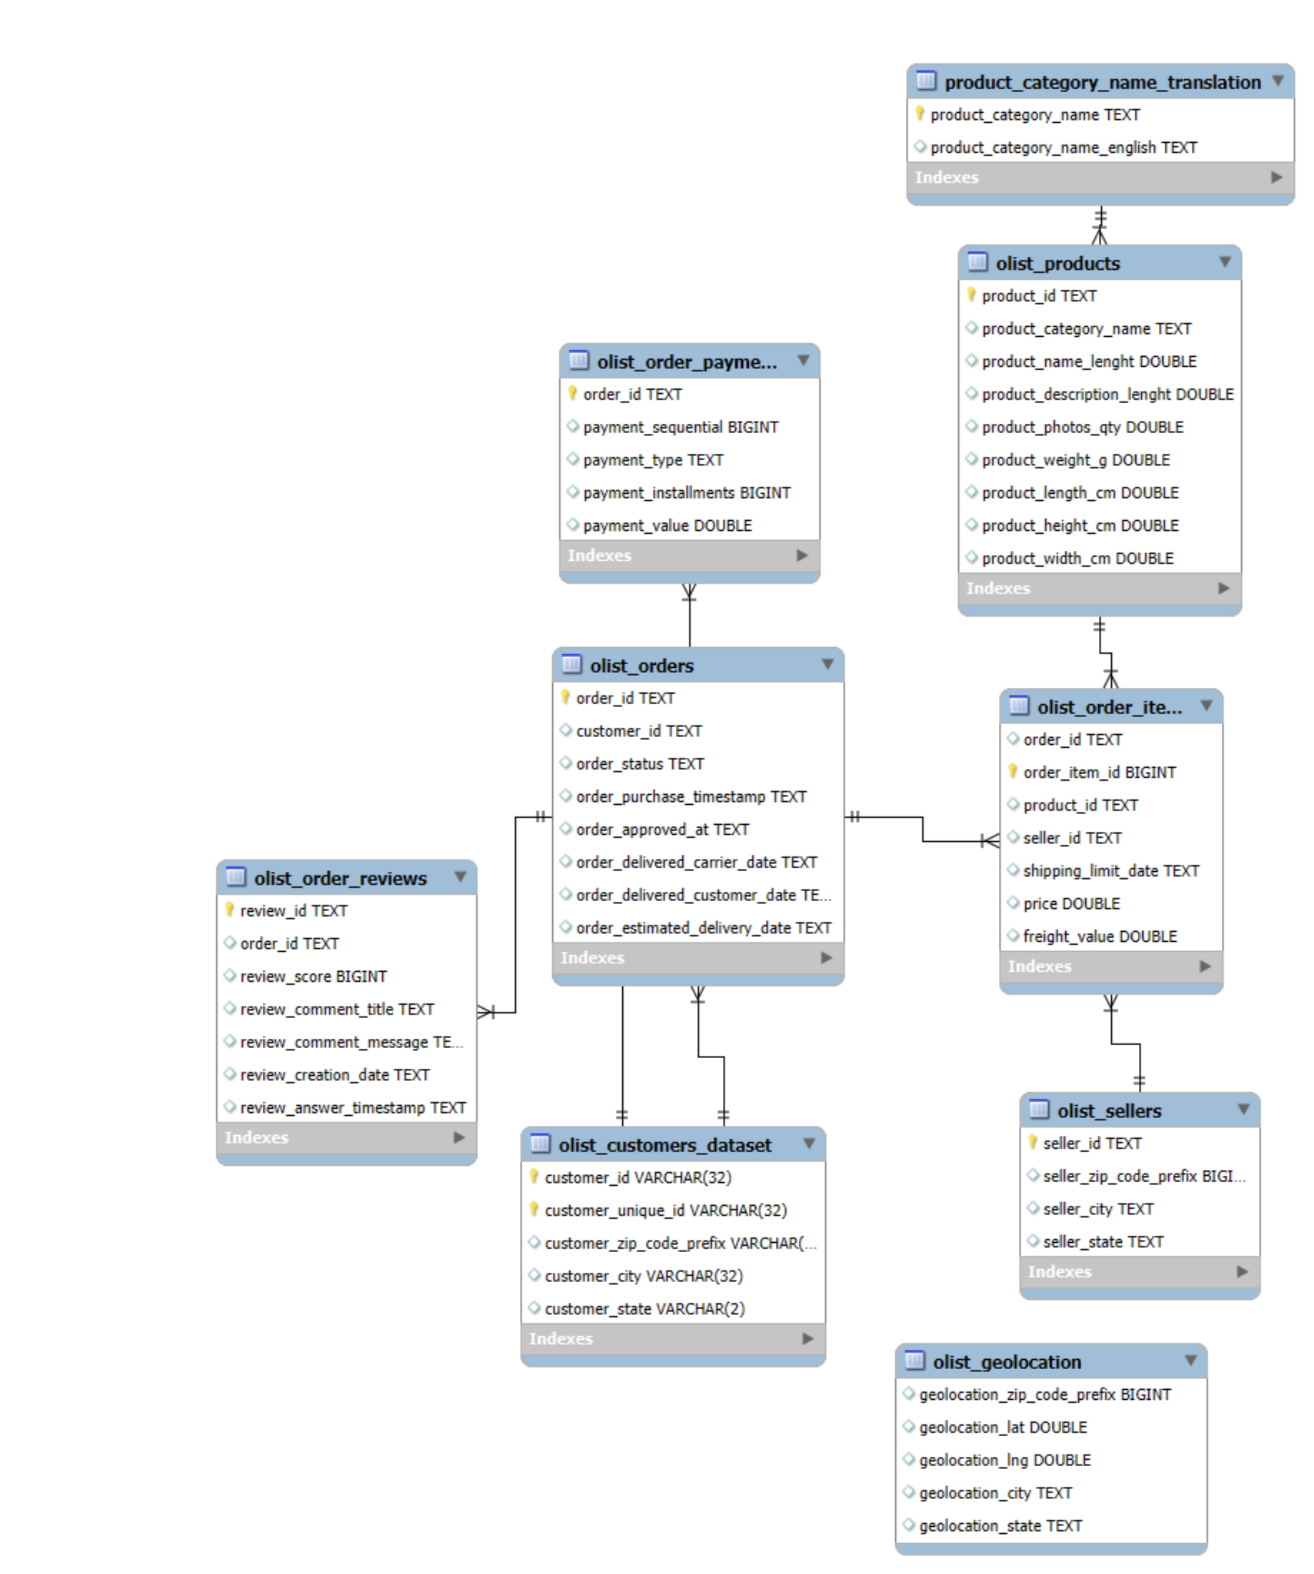 product_category_name_translation
product_category_name TEXT
product_category_name_english TEXT
Indexes
olist_products
product_id TEXT
product_category_name TEXT
product_name_lenght DOUBLE
product_description_lenght DOUBLE
product_photos_qty DOUBLE
product_weight_g DOUBLE
product_length_cm DOUBLE
product_height_cm DOUBLE
product_width_cm DOUBLE
Indexes
olist_order_payme...
order_id TEXT
payment_sequential BIGINT
payment_type TEXT
payment_installments BIGINT
payment_value DOUBLE
Indexes
olist_orders
order_id TEXT
customer_id TEXT
order_status TEXT
order_purchase_timestamp TEXT
order_approved_at TEXT
order_delivered_carrier_date TEXT
order_delivered_customer_date TE...
order_estimated_delivery_date TEXT
Indexes
olist_order_ite...
order_id TEXT
order_item_id BIGINT
product_id TEXT
seller_id TEXT
shipping_limit_date TEXT
price DOUBLE
freight_value DOUBLE
Indexes
olist_order_reviews
review_id TEXT
order_id TEXT
review_score BIGINT
review_comment_title TEXT
review_comment_message TE...
review_creation_date TEXT
review_answer_timestamp TEXT
Indexes
olist_customers_dataset
customer_id VARCHAR(32)
customer_unique_id VARCHAR(32)
customer_zip_code_prefix VARCHAR(...
customer_city VARCHAR(32)
customer_state VARCHAR(2)
Indexes
olist_sellers
seller_id TEXT
seller_zip_code_prefix BIGI...
seller_city TEXT
seller_state TEXT
Indexes
olist_geolocation
geolocation_zip_code_prefix BIGINT
geolocation_lat DOUBLE
geolocation_lng DOUBLE
geolocation_city TEXT
geolocation_state TEXT